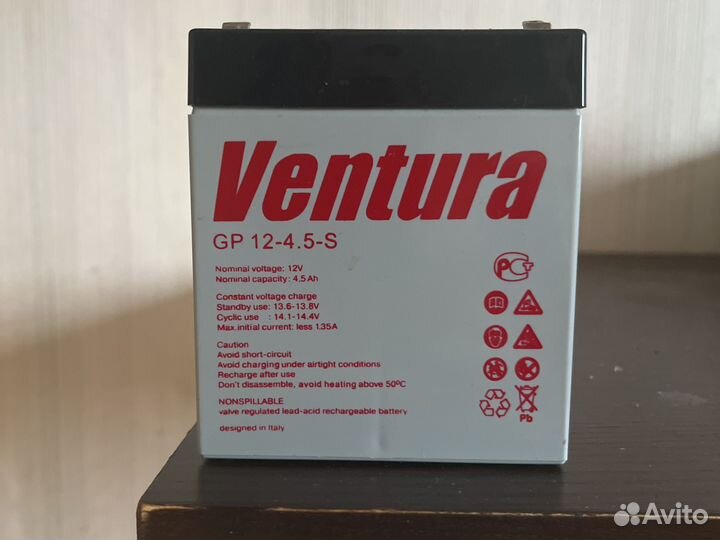 Ventura
GP 12-4.5-S
Nominal voltage: 12V
Nominal capacity: 4.5Ah
Constant voltage charge
Standby use: 13.6-13.8V
Cyclic use : 14.1-14.4V
Max.initial current: less 1.35A
Caution
Avoid short-circuit
Avoid charging under airtight conditions
Recharge after use
Don't disassemble, avoid heating above 50ºC
NONSPILLABLE
valve regulated lead-acid rechargeable battery
designed in Italy
РСТ
Pb
Avito